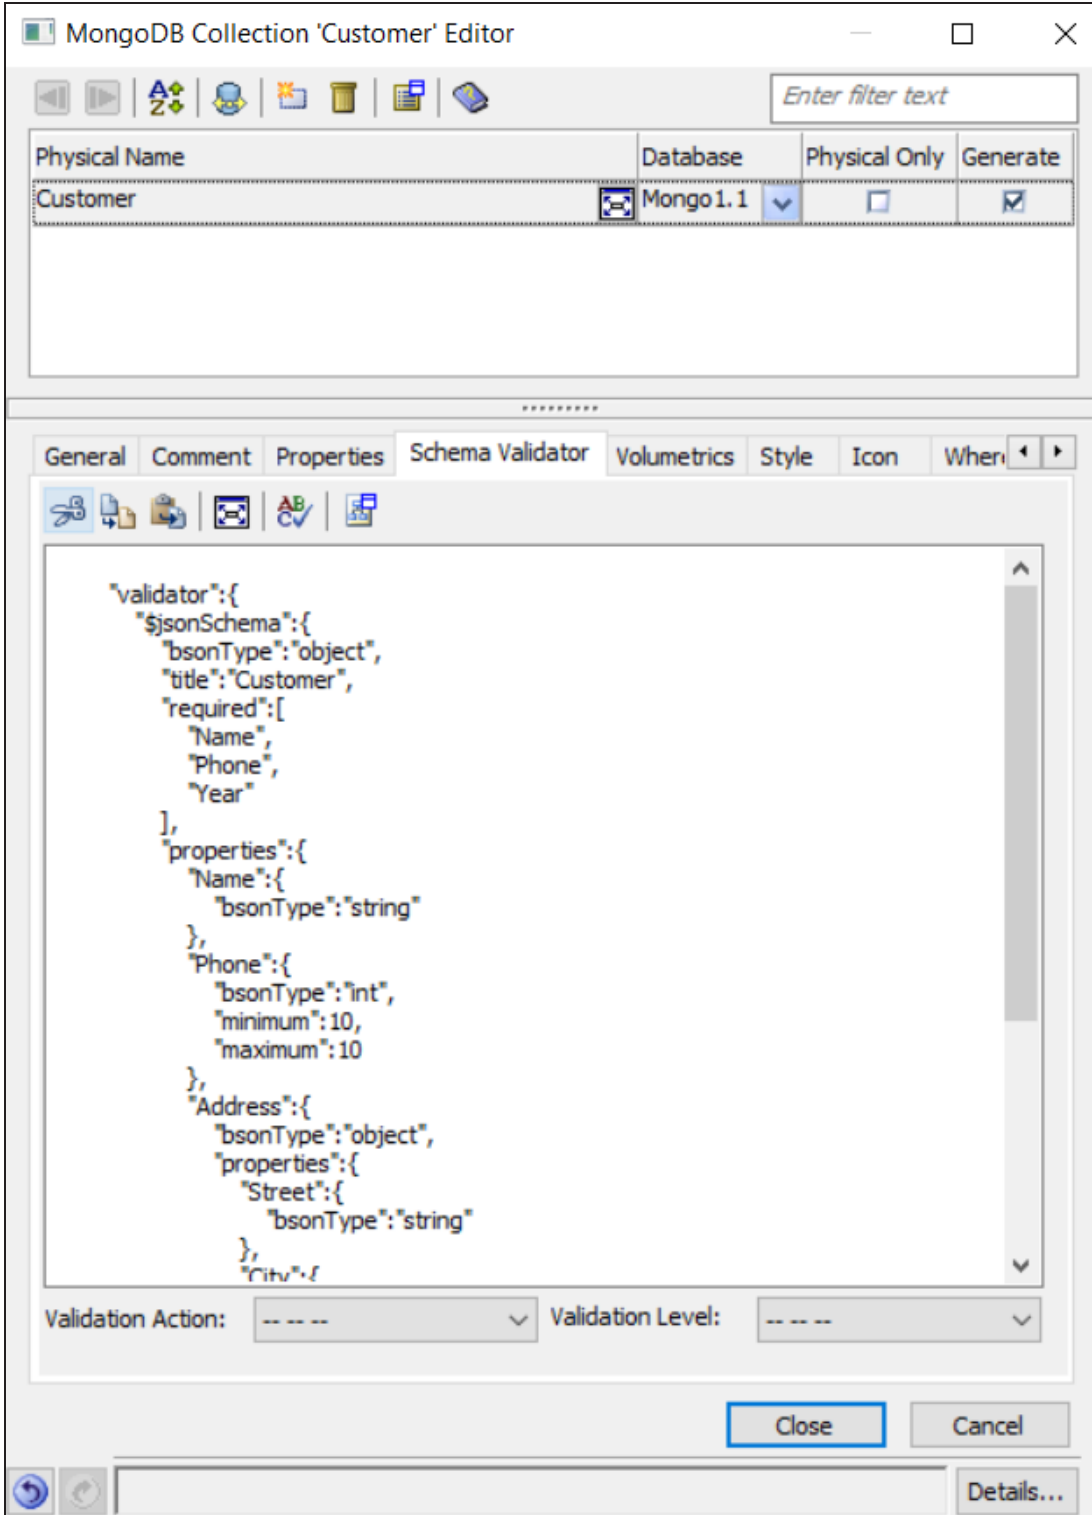 MongoDB Collection 'Customer' Editor
Enter filter text
Physical Name Database Physical Only Generate
Customer Mongo1.1
General Comment Properties Schema Validator Volumetrics Style Icon
"validator":{
"$jsonSchema":{
"bsonType":"object",
"title":"Customer",
"required":[
"Name",
"Phone",
"Year"
],
"properties":{
"Name":{
"bsonType":"string"
},
"Phone":{
"bsonType":"int",
"minimum":10,
"maximum":10
},
"Address":{
"bsonType":"object",
"properties":{
"Street":{
"bsonType":"string"
},
"City":{
Validation Action: -- -- -- Validation Level: -- -- --
Close Cancel
Details...